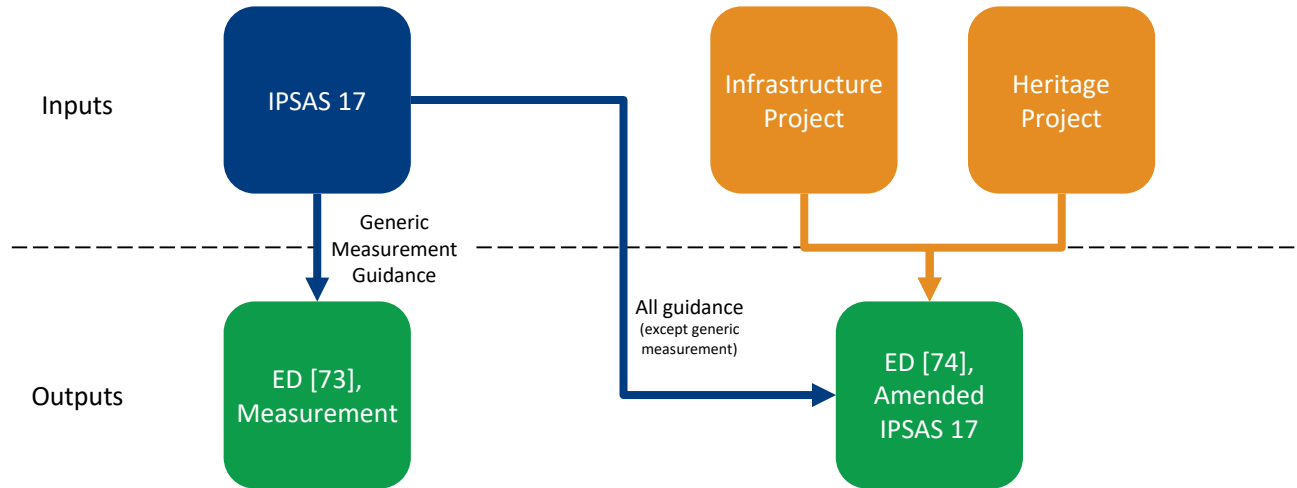 Inputs
IPSAS 17
Infrastructure
Project
Heritage
Project
Generic
Measurement
Guidance
All guidance
(except generic
measurement)
Outputs
ED [73],
Measurement
ED [74],
Amended
IPSAS 17